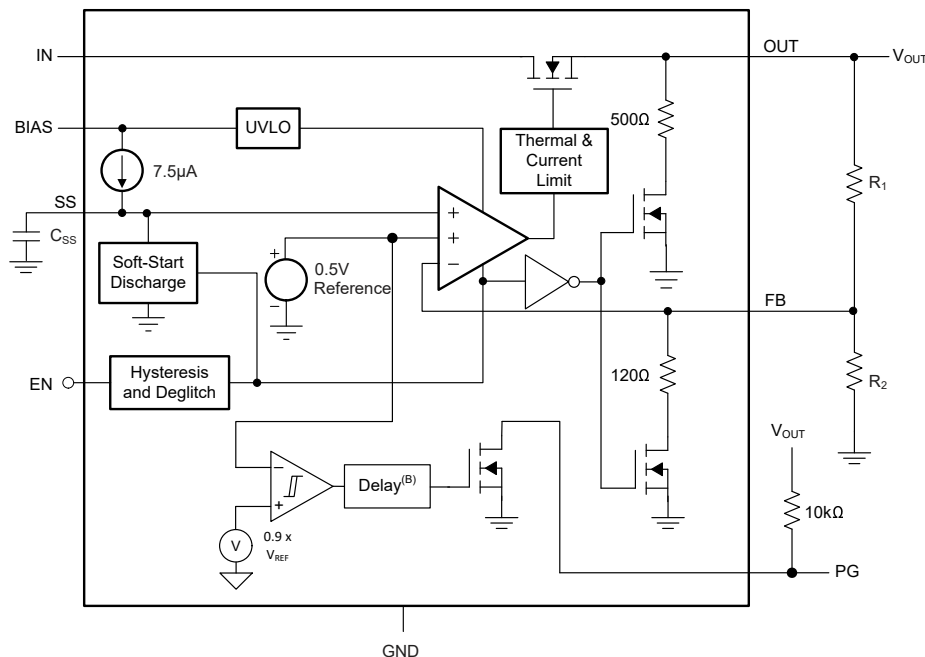 IN
OUT
V_OUT
BIAS
UVLO
500Ω
Thermal &
Current
Limit
7.5µA
R_1
SS
C_SS
+
+
−
+
0.5V
Reference
−
Soft-Start
Discharge
FB
EN
Hysteresis
and Deglitch
120Ω
R_2
V_OUT
−
+
Delay(B)
10kΩ
V
0.9 x
V_REF
PG
GND